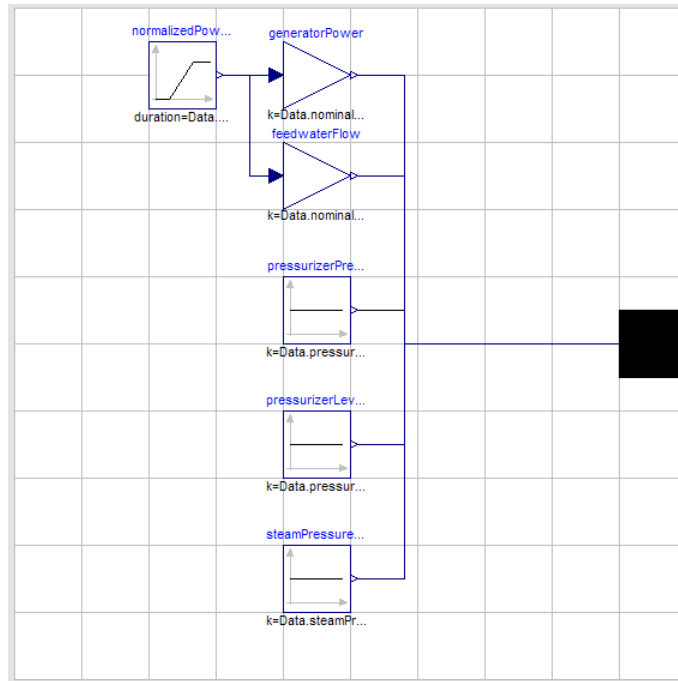 normalizedPow...
generatorPower
duration=Data....
k=Data.nominal...
feedwaterFlow
k=Data.nominal...
pressurizerPre...
k=Data.pressur...
pressurizerLev...
k=Data.pressur...
steamPressure...
k=Data.steamPr...